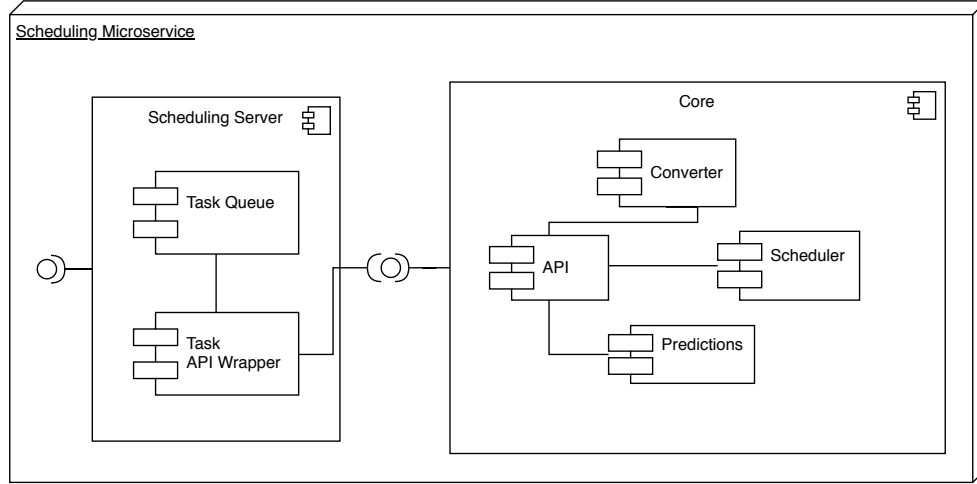 Scheduling Microservice
Scheduling Server
Task Queue
Task
API Wrapper
Core
Converter
API
Scheduler
Predictions